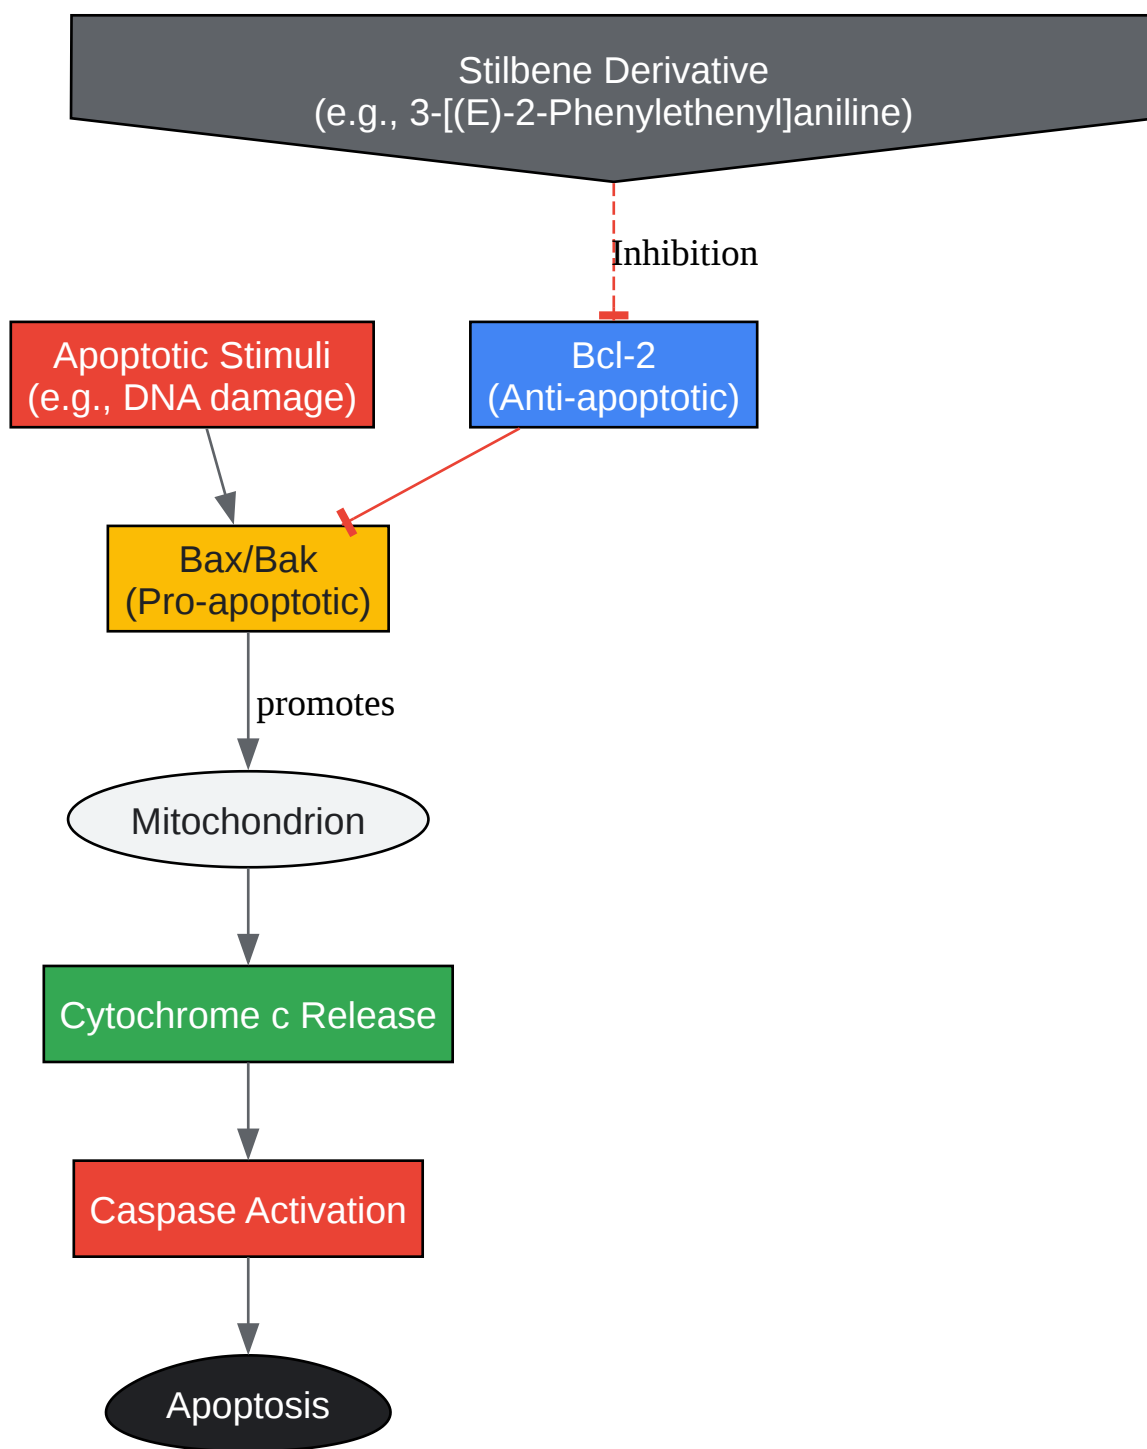 Stilbene Derivative
(e.g., 3-[(E)-2-Phenylethenyl]aniline)
Inhibition
Apoptotic Stimuli
(e.g., DNA damage)
Bcl-2
(Anti-apoptotic)
Bax/Bak
(Pro-apoptotic)
promotes
Mitochondrion
Cytochrome c Release
Caspase Activation
Apoptosis